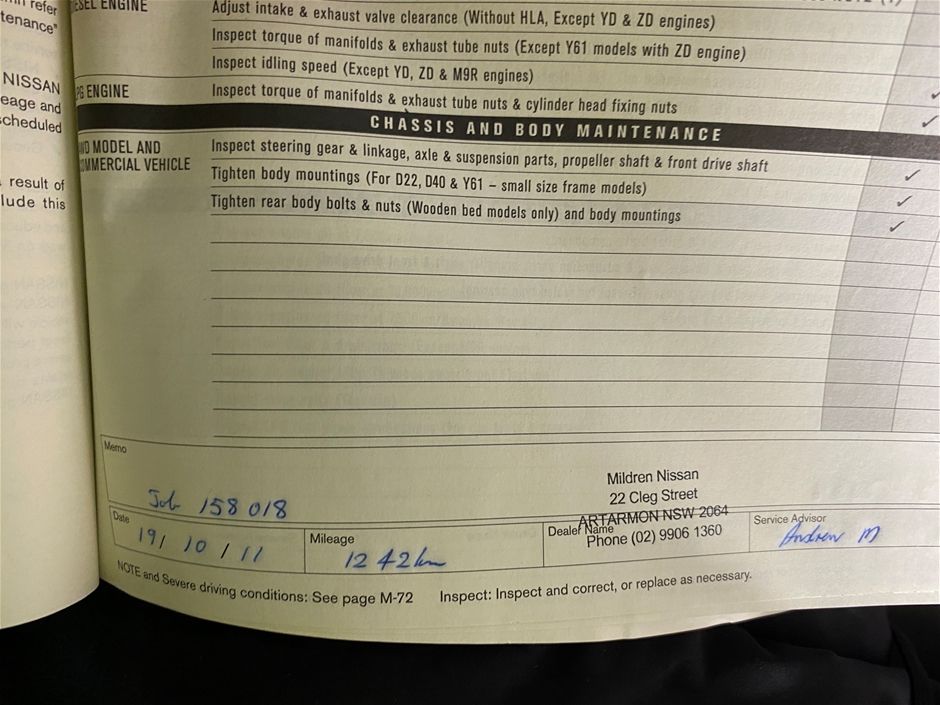 refer
tenance"
NISSAN
eage and
scheduled
result of
lude this
ESEL ENGINE
Adjust intake & exhaust valve clearance (Without HLA, Except YD & ZD engines)
Inspect torque of manifolds & exhaust tube nuts (Except Y61 models with ZD engine)
Inspect idling speed (Except YD, ZD & M9R engines)
PG ENGINE
Inspect torque of manifolds & exhaust tube nuts & cylinder head fixing nuts
CHASSIS AND BODY MAINTENANCE
WD MODEL AND
OMMERCIAL VEHICLE
Inspect steering gear & linkage, axle & suspension parts, propeller shaft & front drive shaft
Tighten body mountings (For D22, D40 & Y61 – small size frame models)
Tighten rear body bolts & nuts (Wooden bed models only) and body mountings
Memo
Job 158018
Mildren Nissan
22 Cleg Street
ARTARMON NSW 2064
Phone (02) 9906 1360
Date
19/ 10 / 11
Mileage
1242km
Dealer Name
Service Advisor
Andrew M
NOTE and Severe driving conditions: See page M-72
Inspect: Inspect and correct, or replace as necessary.